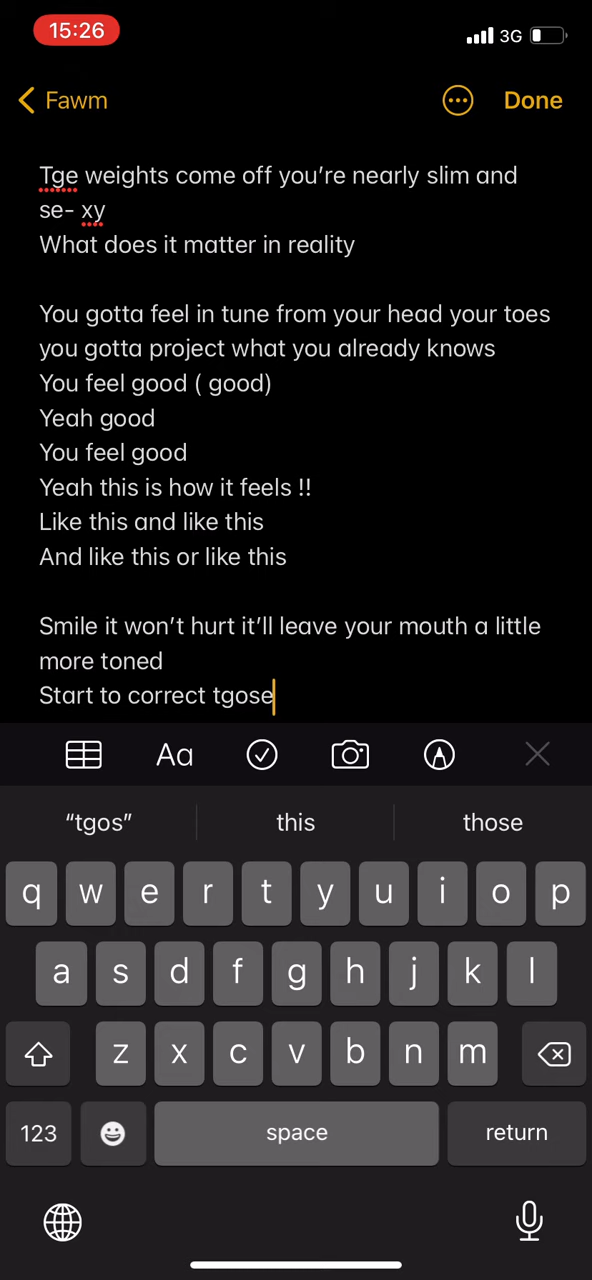 15:26
3G
Fawm
Done
Tge weights come off you’re nearly slim and
se- xy
What does it matter in reality
You gotta feel in tune from your head your toes
you gotta project what you already knows
You feel good ( good)
Yeah good
You feel good
Yeah this is how it feels !!
Like this and like this
And like this or like this
Smile it won’t hurt it’ll leave your mouth a little
more toned
Start to correct tgose
Aa
“tgos” this those
q w e r t y u i o p
a s d f g h j k l
z x c v b n m
123 space return